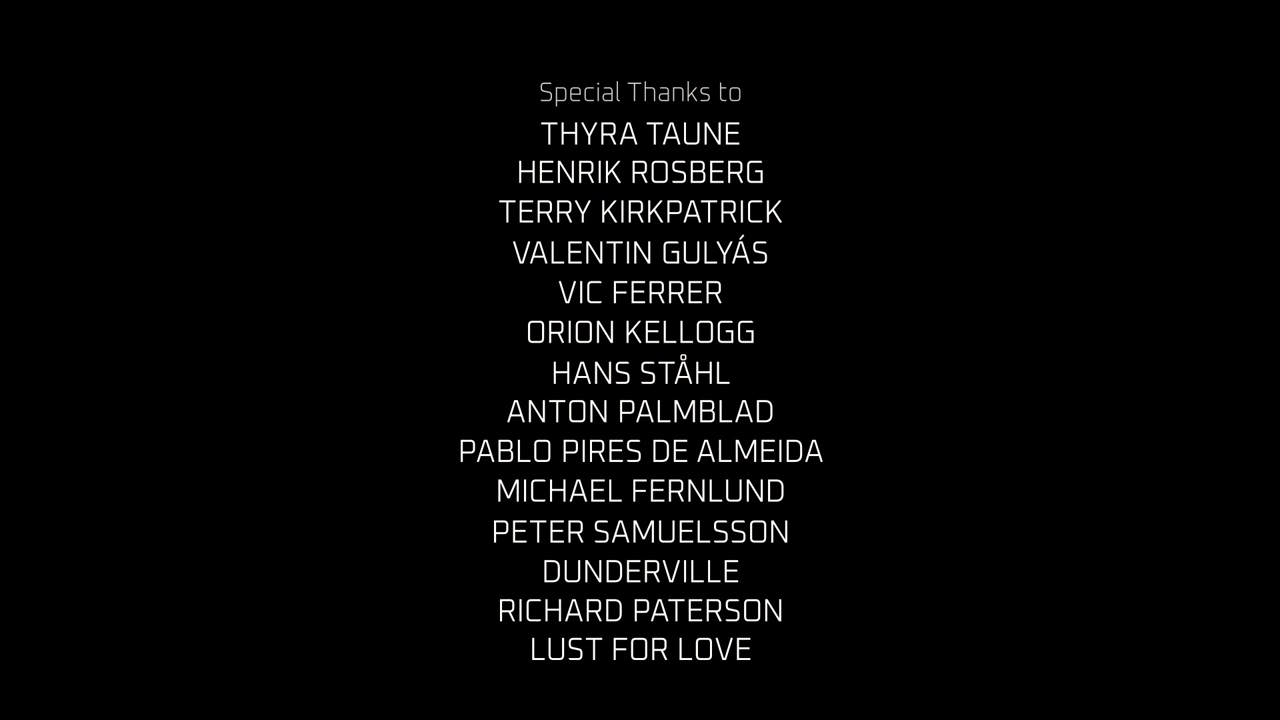 Special Thanks to
THYRA TAUNE
HENRIK ROSBERG
TERRY KIRKPATRICK
VALENTIN GULYÁS
VIC FERRER
ORION KELLOGG
HANS STÅHL
ANTON PALMBLAD
PABLO PIRES DE ALMEIDA
MICHAEL FERNLUND
PETER SAMUELSSON
DUNDERVILLE
RICHARD PATERSON
LUST FOR LOVE